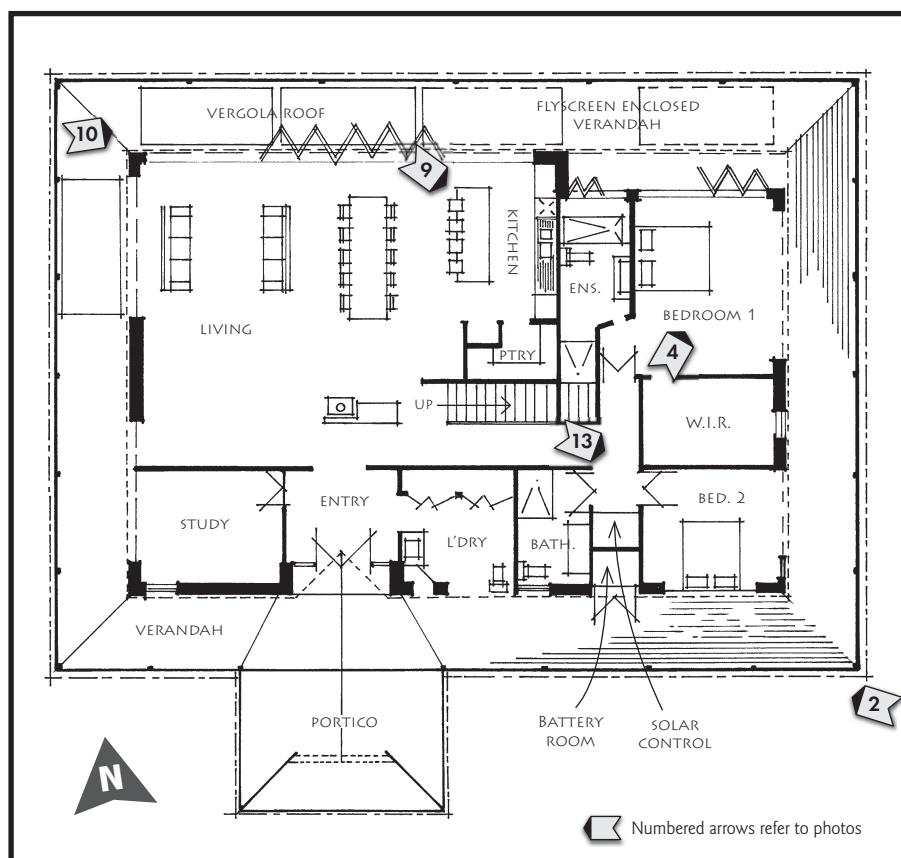 VERGOLA ROOF
FLYSCREEN ENCLOSED
VERANDAH
10
9
KITCHEN
ENS.
BEDROOM 1
LIVING
PTRY
4
UP
W.I.R.
13
ENTRY
BED. 2
STUDY
L'DRY
BATH.
VERANDAH
2
PORTICO
BATTERY
ROOM
SOLAR
CONTROL
N
Numbered arrows refer to photos